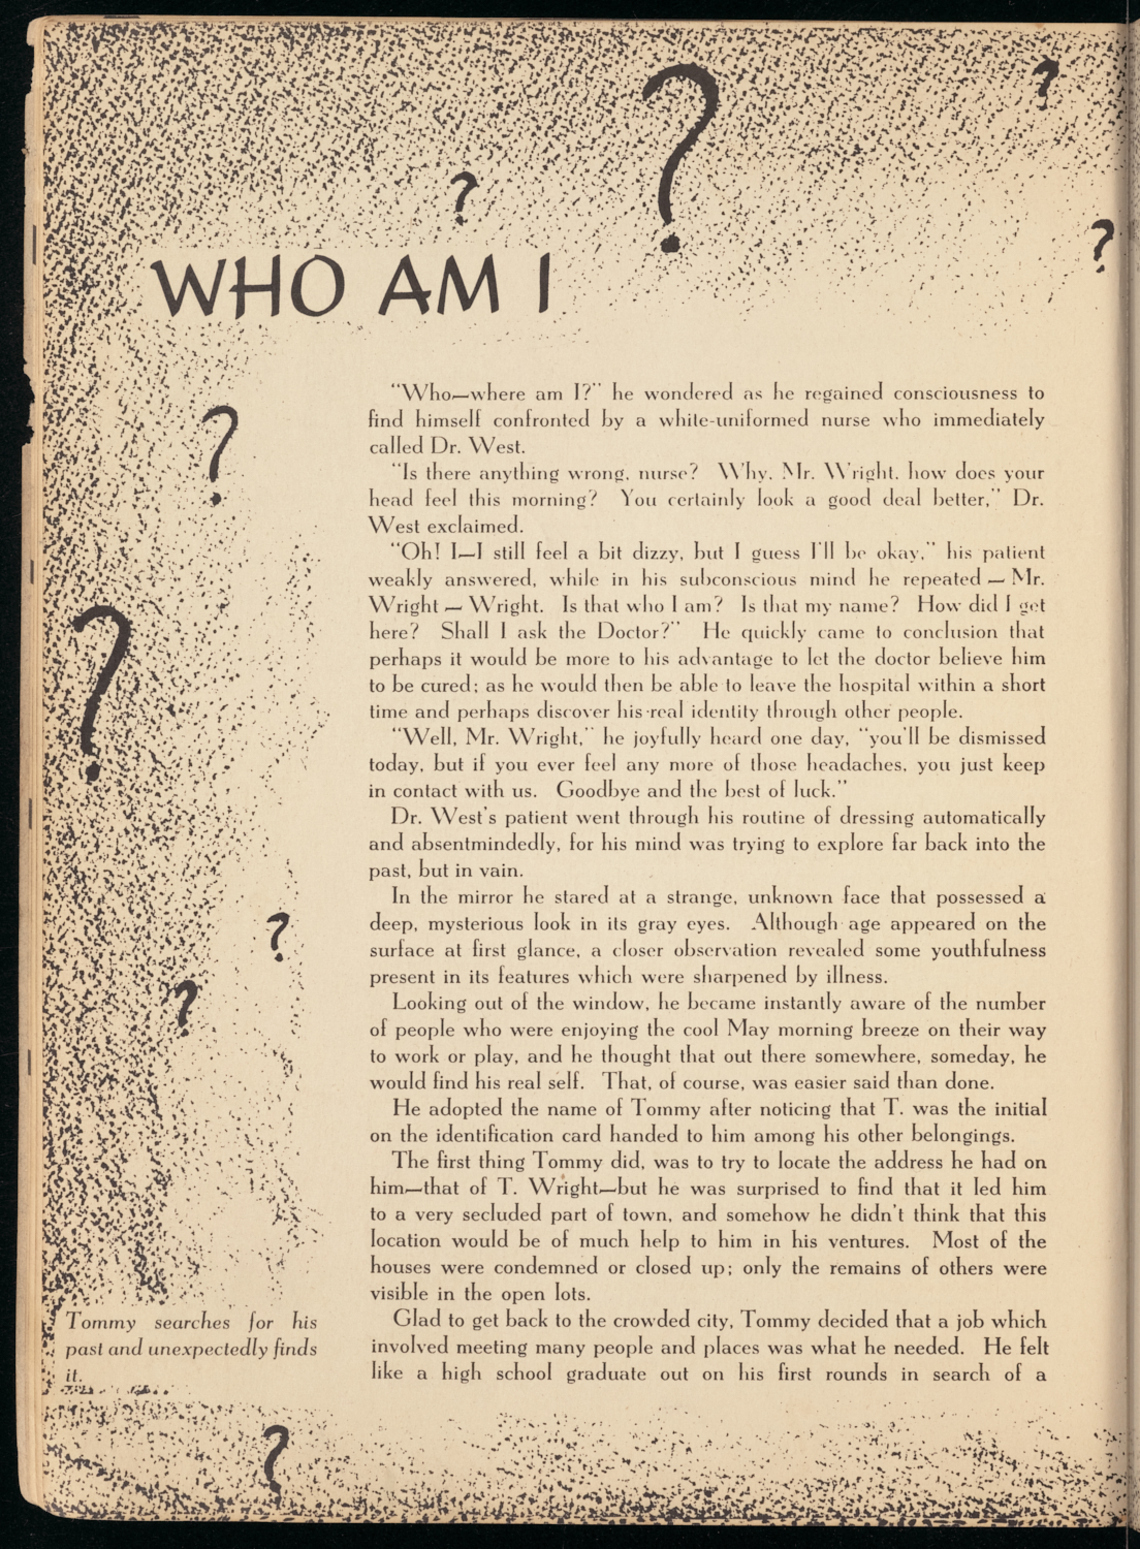 WHO AM I ?
"Who—where am I?" he wondered as he regained consciousness to
find himself confronted by a white-uniformed nurse who immediately
called Dr. West.
"Is there anything wrong, nurse? Why, Mr. Wright, how does your
head feel this morning? You certainly look a good deal better," Dr.
West exclaimed.
"Oh! I—I still feel a bit dizzy, but I guess I'll be okay," his patient
weakly answered, while in his subconscious mind he repeated — Mr.
Wright — Wright. Is that who I am? Is that my name? How did I get
here? Shall I ask the Doctor?" He quickly came to conclusion that
perhaps it would be more to his advantage to let the doctor believe him
to be cured; as he would then be able to leave the hospital within a short
time and perhaps discover his real identity through other people.
"Well, Mr. Wright," he joyfully heard one day, "you'll be dismissed
today, but if you ever feel any more of those headaches, you just keep
in contact with us. Goodbye and the best of luck."
Dr. West's patient went through his routine of dressing automatically
and absentmindedly, for his mind was trying to explore far back into the
past, but in vain.
In the mirror he stared at a strange, unknown face that possessed a
deep, mysterious look in its gray eyes. Although age appeared on the
surface at first glance, a closer observation revealed some youthfulness
present in its features which were sharpened by illness.
Looking out of the window, he became instantly aware of the number
of people who were enjoying the cool May morning breeze on their way
to work or play, and he thought that out there somewhere, someday, he
would find his real self. That, of course, was easier said than done.
He adopted the name of Tommy after noticing that T. was the initial
on the identification card handed to him among his other belongings.
The first thing Tommy did, was to try to locate the address he had on
him—that of T. Wright—but he was surprised to find that it led him
to a very secluded part of town, and somehow he didn't think that this
location would be of much help to him in his ventures. Most of the
houses were condemned or closed up; only the remains of others were
visible in the open lots.
Glad to get back to the crowded city, Tommy decided that a job which
involved meeting many people and places was what he needed. He felt
like a high school graduate out on his first rounds in search of a
Tommy searches for his
past and unexpectedly finds
it.